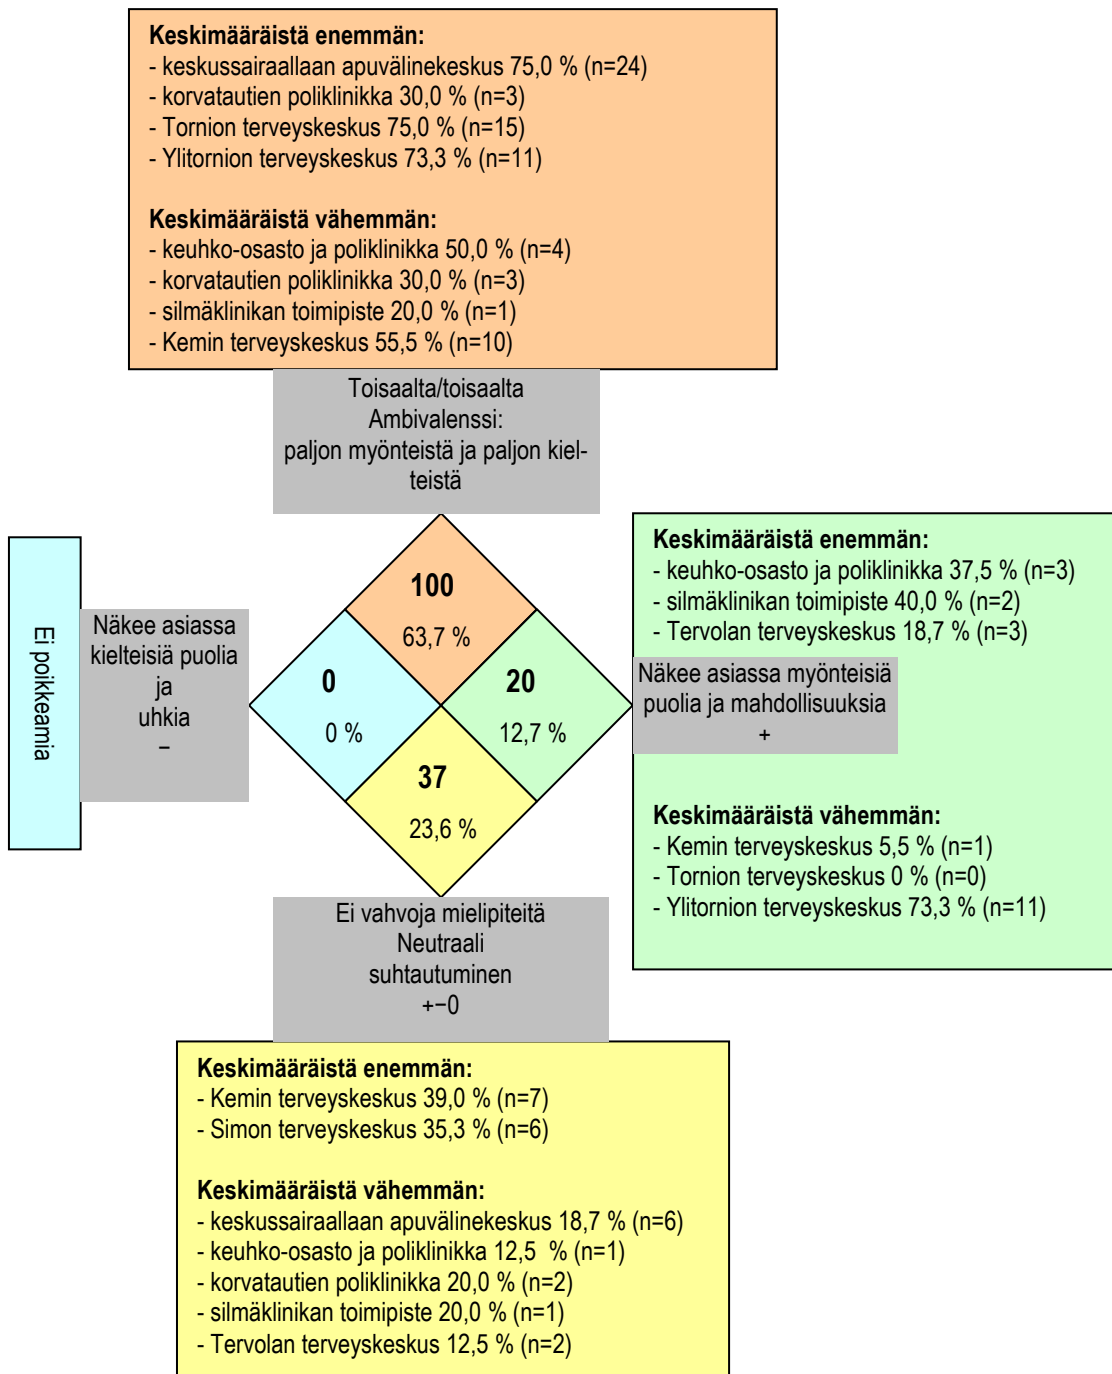 Keskimääräistä enemmän:
- keskussairaallaan apuvälinekeskus 75,0 % (n=24)
- korvatautien poliklinikka 30,0 % (n=3)
- Tornion terveyskeskus 75,0 % (n=15)
- Ylitornion terveyskeskus 73,3 % (n=11)
Keskimääräistä vähemmän:
- keuhko-osasto ja poliklinikka 50,0 % (n=4)
- korvatautien poliklinikka 30,0 % (n=3)
- silmäklinikan toimipiste 20,0 % (n=1)
- Kemin terveyskeskus 55,5 % (n=10)
Toisaalta/toisaalta
Ambivalenssi:
paljon myönteistä ja paljon kiel-
teistä
Ei poikkeamia
Näkee asiassa
kielteisiä puolia
ja
uhkia
−
100
63,7 %
0
0 %
20
12,7 %
37
23,6 %
Keskimääräistä enemmän:
- keuhko-osasto ja poliklinikka 37,5 % (n=3)
- silmäklinikan toimipiste 40,0 % (n=2)
- Tervolan terveyskeskus 18,7 % (n=3)
Näkee asiassa myönteisiä
puolia ja mahdollisuuksia
+
Keskimääräistä vähemmän:
- Kemin terveyskeskus 5,5 % (n=1)
- Tornion terveyskeskus 0 % (n=0)
- Ylitornion terveyskeskus 73,3 % (n=11)
Ei vahvoja mielipiteitä
Neutraali
suhtautuminen
+−0
Keskimääräistä enemmän:
- Kemin terveyskeskus 39,0 % (n=7)
- Simon terveyskeskus 35,3 % (n=6)
Keskimääräistä vähemmän:
- keskussairaallaan apuvälinekeskus 18,7 % (n=6)
- keuhko-osasto ja poliklinikka 12,5 % (n=1)
- korvatautien poliklinikka 20,0 % (n=2)
- silmäklinikan toimipiste 20,0 % (n=1)
- Tervolan terveyskeskus 12,5 % (n=2)